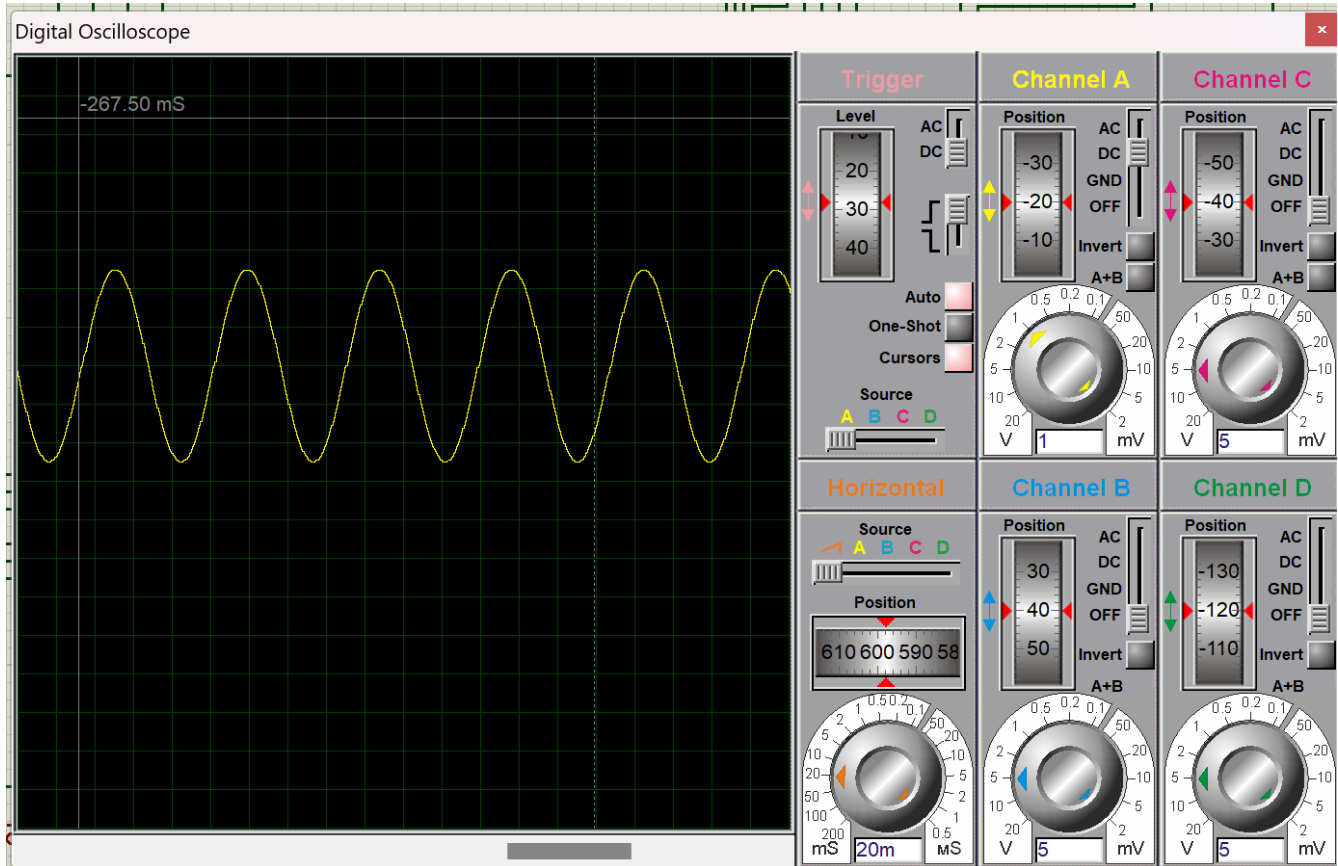 Digital Oscilloscope
x
-267.50 mS
Trigger
Level
20
30
40
AC
DC
Auto
One-Shot
Cursors
Source
A B C D
Channel A
Position
-30
-20
-10
AC
DC
GND
OFF
Invert
A+B
0.5 0.2 0.1
1
2
5
10
20
50
20
10
5
2
V
1
mV
Channel C
Position
-50
-40
-30
AC
DC
GND
OFF
Invert
A+B
0.5 0.2 0.1
1
2
5
10
20
50
20
10
5
2
V
5
mV
Horizontal
Source
A B C D
Position
610 600 590 58
1 0.5 0.2 0.1
2
5
10
20
50
100
200
50
20
10
5
2
1
0.5
mS
20m
мS
Channel B
Position
30
40
50
AC
DC
GND
OFF
Invert
A+B
0.5 0.2 0.1
1
2
5
10
20
50
20
10
5
2
V
5
mV
Channel D
Position
-130
-120
-110
AC
DC
GND
OFF
Invert
A+B
0.5 0.2 0.1
1
2
5
10
20
50
20
10
5
2
V
5
mV